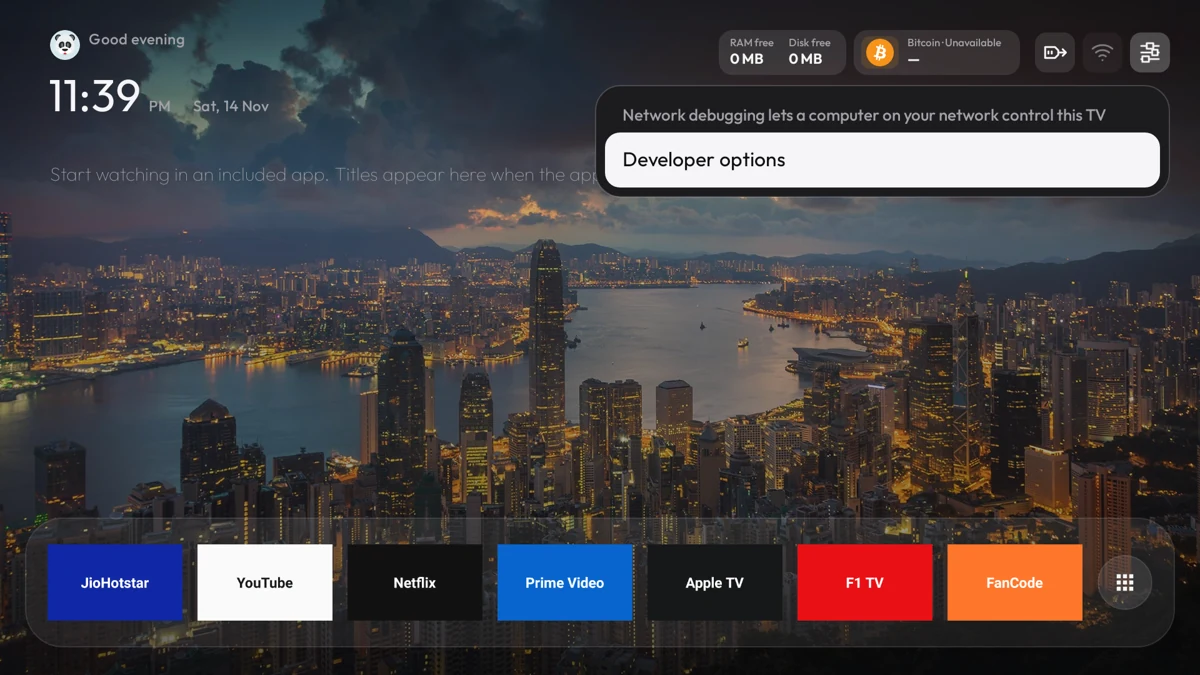 Good evening
11:39 PM Sat, 14 Nov
RAM free Disk free
0 MB 0 MB
Bitcoin·Unavailable
—
Network debugging lets a computer on your network control this TV
Developer options
Start watching in an included app. Titles appear here when the app
JioHotstar
YouTube
Netflix
Prime Video
Apple TV
F1 TV
FanCode